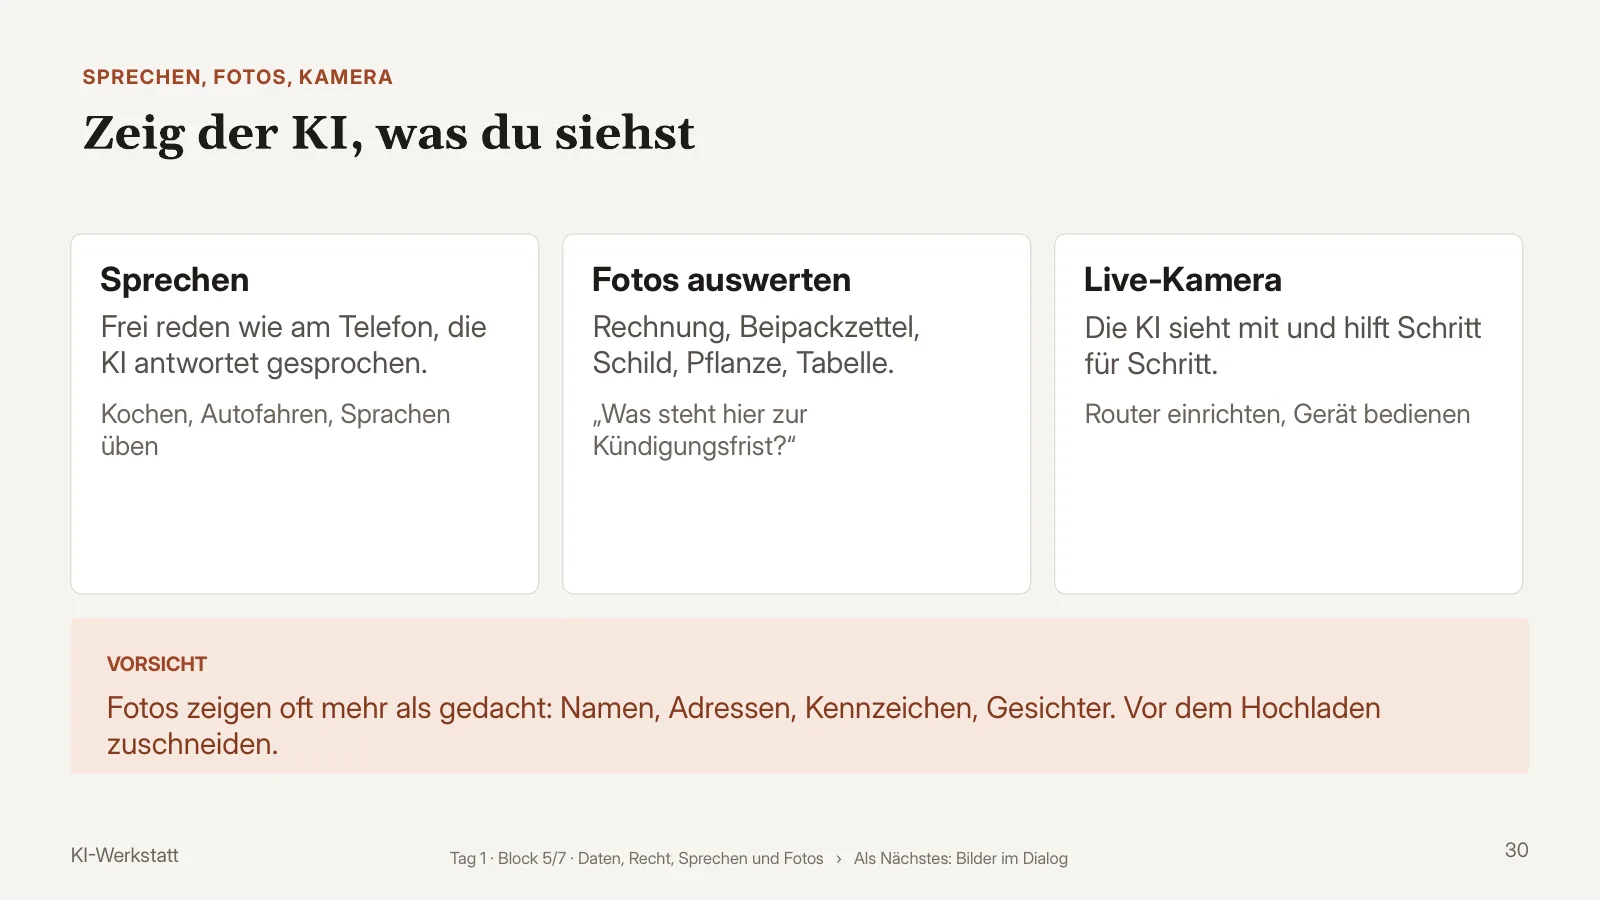 SPRECHEN, FOTOS, KAMERA
Zeig der KI, was du siehst
Sprechen
Frei reden wie am Telefon, die
KI antwortet gesprochen.
Kochen, Autofahren, Sprachen
üben
Fotos auswerten
Rechnung, Beipackzettel,
Schild, Pflanze, Tabelle.
„Was steht hier zur
Kündigungsfrist?“
Live-Kamera
Die KI sieht mit und hilft Schritt
für Schritt.
Router einrichten, Gerät bedienen
VORSICHT
Fotos zeigen oft mehr als gedacht: Namen, Adressen, Kennzeichen, Gesichter. Vor dem Hochladen
zuschneiden.
KI-Werkstatt
Tag 1 · Block 5/7 · Daten, Recht, Sprechen und Fotos › Als Nächstes: Bilder im Dialog
30